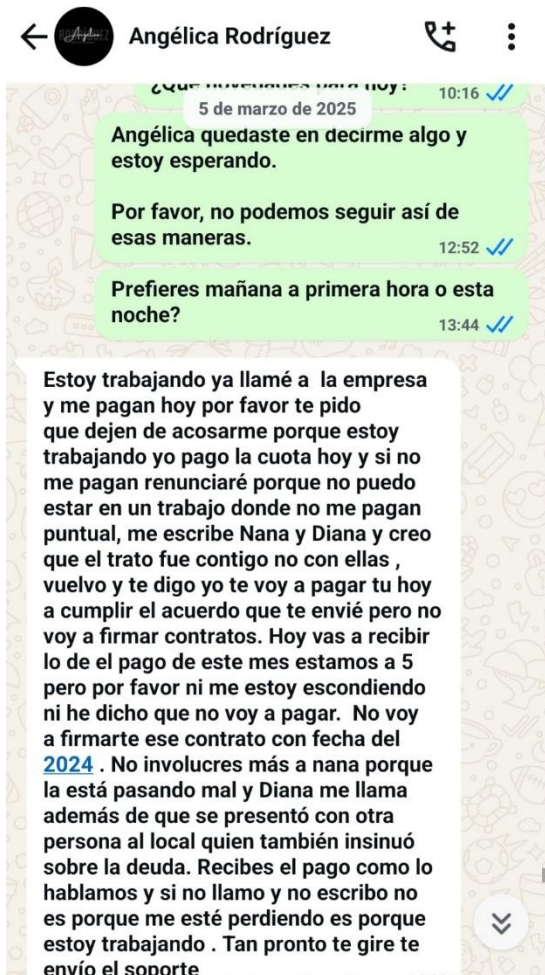 Angélica Rodríguez
¿Qué novedades para hoy?
10:16
5 de marzo de 2025
Angélica quedaste en decirme algo y
estoy esperando.
Por favor, no podemos seguir así de
esas maneras.
12:52
Prefieres mañana a primera hora o esta
noche?
13:44
Estoy trabajando ya llamé a la empresa
y me pagan hoy por favor te pido
que dejen de acosarme porque estoy
trabajando yo pago la cuota hoy y si no
me pagan renunciaré porque no puedo
estar en un trabajo donde no me pagan
puntual, me escribe Nana y Diana y creo
que el trato fue contigo no con ellas ,
vuelvo y te digo yo te voy a pagar tu hoy
a cumplir el acuerdo que te envié pero no
voy a firmar contratos. Hoy vas a recibir
lo de el pago de este mes estamos a 5
pero por favor ni me estoy escondiendo
ni he dicho que no voy a pagar. No voy
a firmarte ese contrato con fecha del
2024 . No involucres más a nana porque
la está pasando mal y Diana me llama
además de que se presentó con otra
persona al local quien también insinuó
sobre la deuda. Recibes el pago como lo
hablamos y si no llamo y no escribo no
es porque me esté perdiendo es porque
estoy trabajando . Tan pronto te gire te
envío el soporte